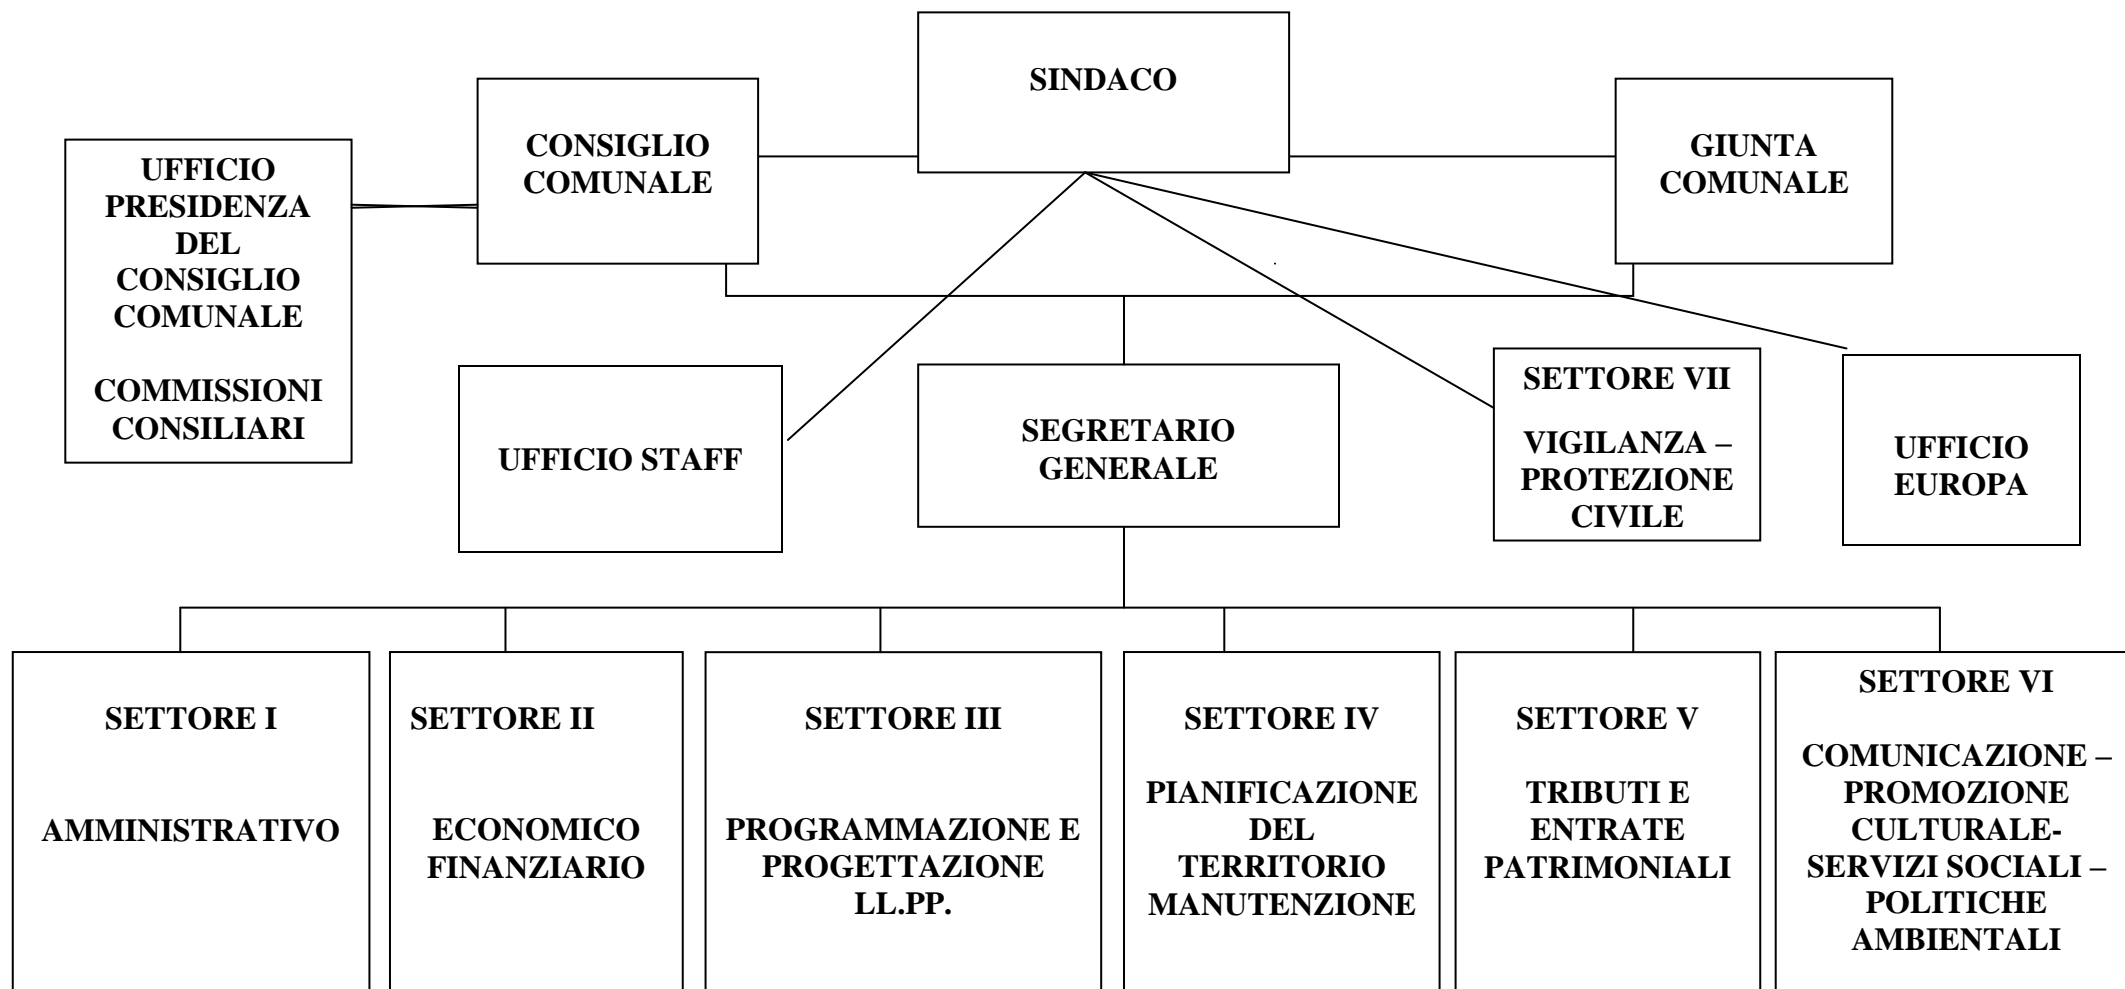 SINDACO
CONSIGLIO
COMUNALE
GIUNTA
COMUNALE
UFFICIO
PRESIDENZA
DEL
CONSIGLIO
COMUNALE
COMMISSIONI
CONSILIARI
UFFICIO STAFF
SEGRETARIO
GENERALE
SETTORE VII
VIGILANZA –
PROTEZIONE
CIVILE
UFFICIO
EUROPA
SETTORE I
AMMINISTRATIVO
SETTORE II
ECONOMICO
FINANZIARIO
SETTORE III
PROGRAMMAZIONE E
PROGETTAZIONE
LL.PP.
SETTORE IV
PIANIFICAZIONE
DEL
TERRITORIO
MANUTENZIONE
SETTORE V
TRIBUTI E
ENTRATE
PATRIMONIALI
SETTORE VI
COMUNICAZIONE –
PROMOZIONE
CULTURALE-
SERVIZI SOCIALI –
POLITICHE
AMBIENTALI